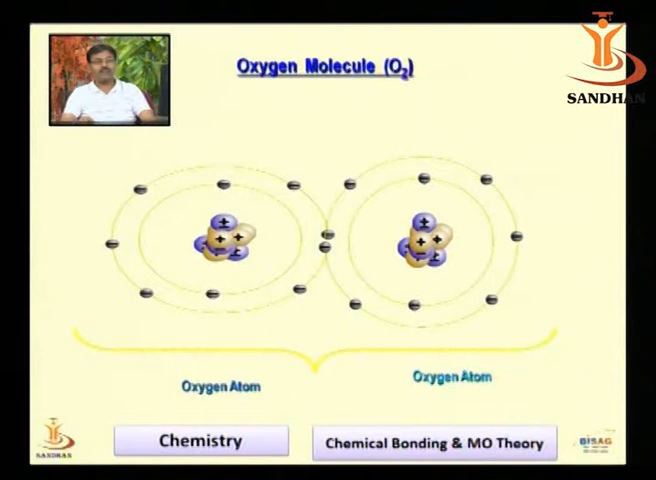 Oxygen Molecule (O₂)
SANDHAN
Oxygen Atom
Oxygen Atom
Chemistry
Chemical Bonding & MO Theory
SANDHAN
BISAG